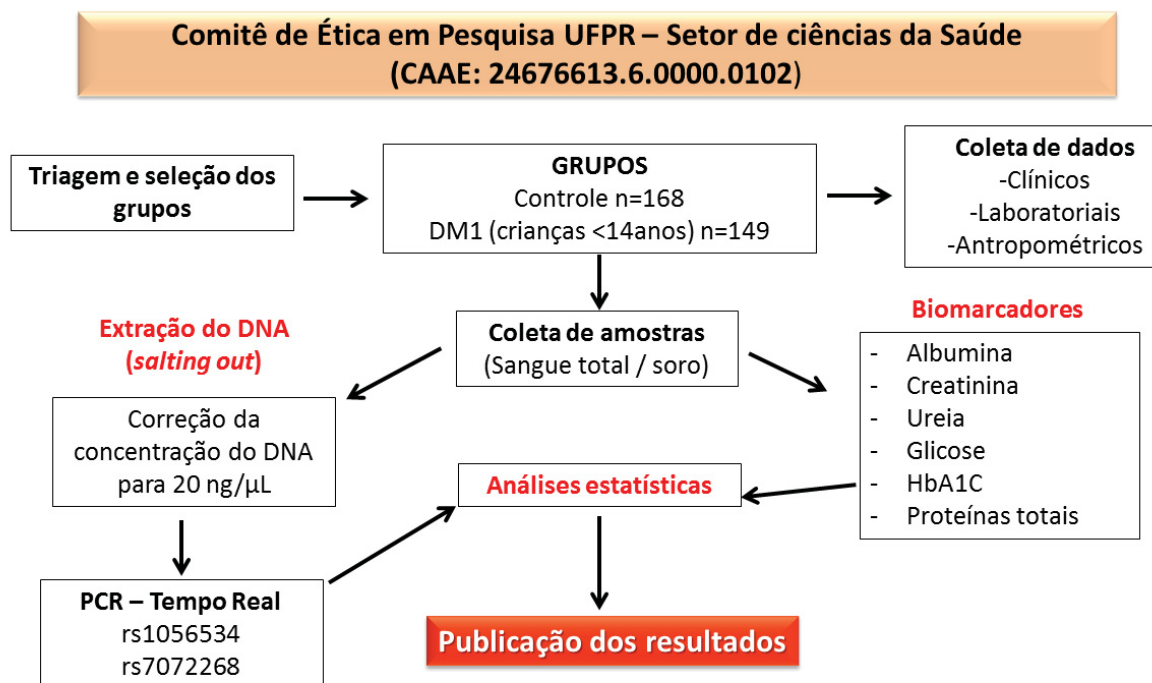 Comitê de Ética em Pesquisa UFPR – Setor de ciências da Saúde
(CAAE: 24676613.6.0000.0102)
Triagem e seleção dos
grupos
GRUPOS
Controle n=168
DM1 (crianças <14anos) n=149
Coleta de dados
-Clínicos
-Laboratoriais
-Antropométricos
Extração do DNA
(salting out)
Coleta de amostras
(Sangue total / soro)
Biomarcadores
- Albumina
- Creatinina
- Ureia
- Glicose
- HbA1C
- Proteínas totais
Correção da
concentração do DNA
para 20 ng/µL
Análises estatísticas
PCR – Tempo Real
rs1056534
rs7072268
Publicação dos resultados